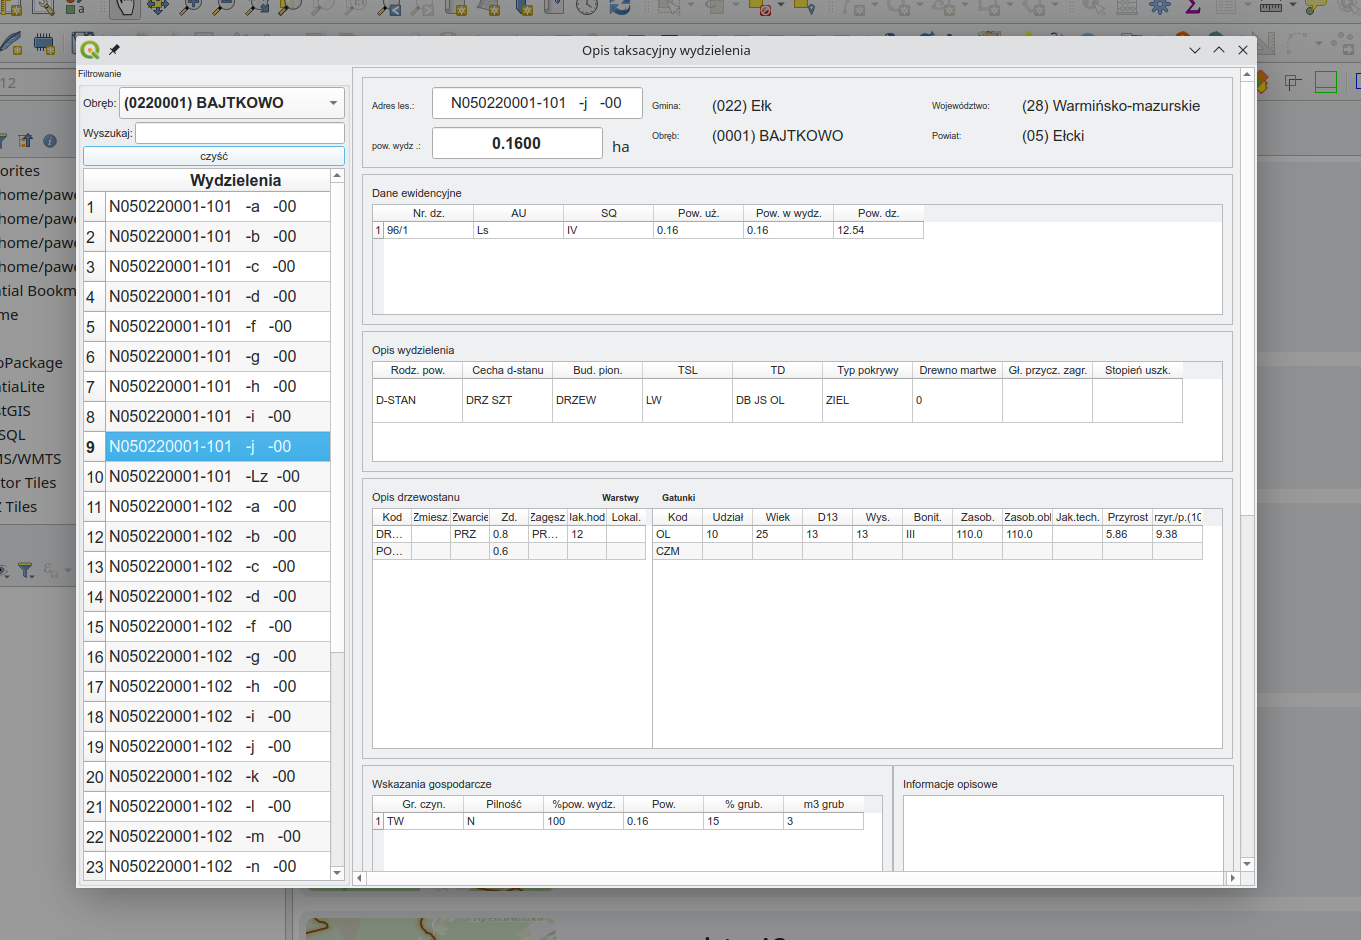 Opis taksacyjny wydzielenia
Filtrowanie
Obręb: (0220001) BAJTKOWO
Wyszukaj:
czyść
Wydzielenia
1 N050220001-101 -a -00
2 N050220001-101 -b -00
3 N050220001-101 -c -00
4 N050220001-101 -d -00
5 N050220001-101 -f -00
6 N050220001-101 -g -00
7 N050220001-101 -h -00
8 N050220001-101 -i -00
9 N050220001-101 -j -00
10 N050220001-101 -Lz -00
11 N050220001-102 -a -00
12 N050220001-102 -b -00
13 N050220001-102 -c -00
14 N050220001-102 -d -00
15 N050220001-102 -f -00
16 N050220001-102 -g -00
17 N050220001-102 -h -00
18 N050220001-102 -i -00
19 N050220001-102 -j -00
20 N050220001-102 -k -00
21 N050220001-102 -l -00
22 N050220001-102 -m -00
23 N050220001-102 -n -00
Adres les.: N050220001-101 -j -00 Gmina: (022) Ełk Województwo: (28) Warmińsko-mazurskie
pow. wydz .: 0.1600 ha Obręb: (0001) BAJTKOWO Powiat: (05) Ełcki
Dane ewidencyjne
Nr. dz. AU SQ Pow. uż. Pow. w wydz. Pow. dz.
1 96/1 Ls IV 0.16 0.16 12.54
Opis wydzielenia
Rodz. pow. Cecha d-stanu Bud. pion. TSL TD Typ pokrywy Drewno martwe Gł. przycz. zagr. Stopień uszk.
D-STAN DRZ SZT DRZEW LW DB JS OL ZIEL 0
Opis drzewostanu Warstwy Gatunki
Kod Zmiesz. Zwarcie Zd. Zagęsz Jak.hod Lokal. Kod Udział Wiek D13 Wys. Bonit. Zasob. Zasob.obl Jak.tech. Przyrost rzyr./p.(10
DR... PRZ 0.8 PR... 12 OL 10 25 13 13 III 110.0 110.0 5.86 9.38
PO... 0.6 CZM
Wskazania gospodarcze Informacje opisowe
Gr. czyn. Pilność %pow. wydz. Pow. % grub. m3 grub
1 TW N 100 0.16 15 3
12
orites
home/pawe
home/pawe
home/pawe
home/pawe
tial Bookm
me
oPackage
tiaLite
stGIS
SQL
MS/WMTS
tor Tiles
Z Tiles